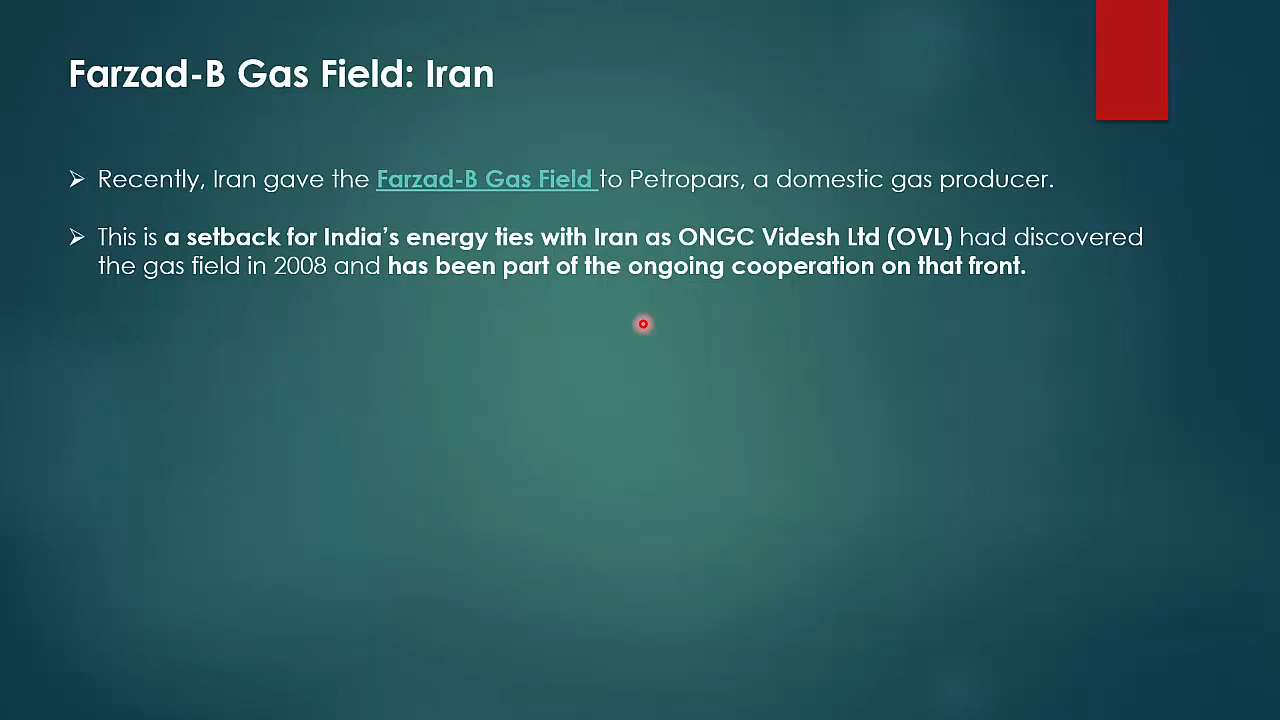 Farzad-B Gas Field: Iran
Recently, Iran gave the Farzad-B Gas Field to Petropars, a domestic gas producer.
This is a setback for India’s energy ties with Iran as ONGC Videsh Ltd (OVL) had discovered
the gas field in 2008 and has been part of the ongoing cooperation on that front.